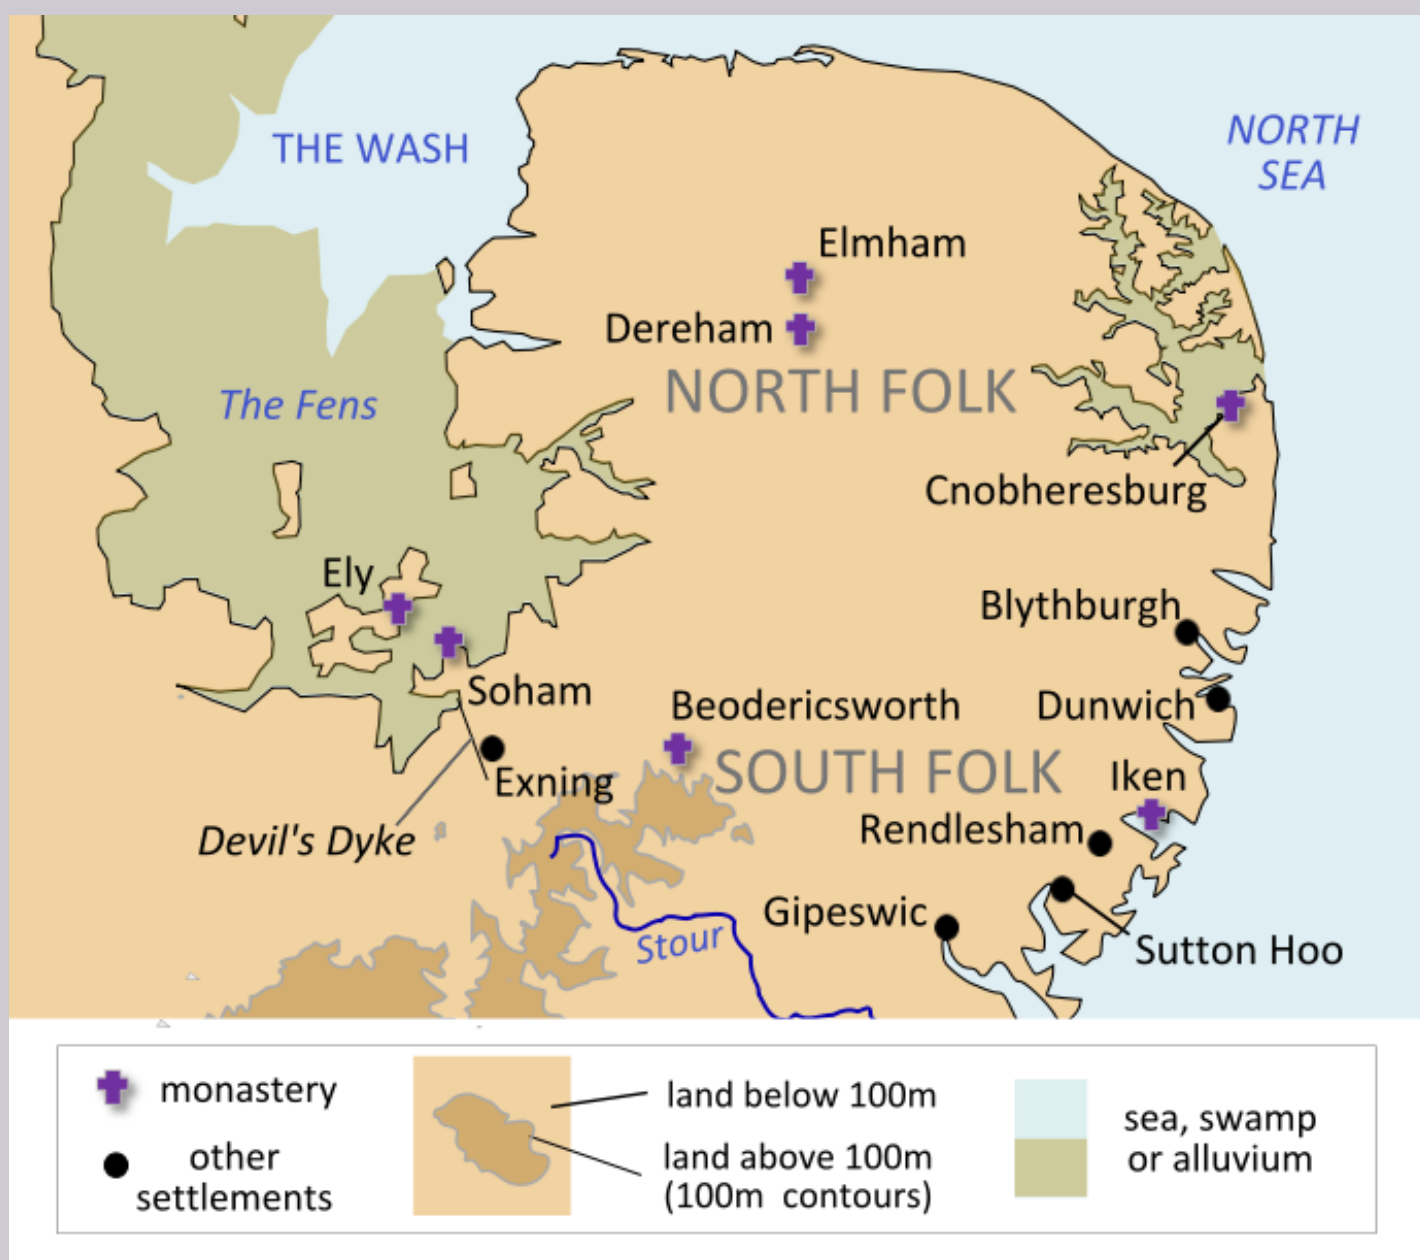 THE WASH
NORTH
SEA
Elmham
Dereham
NORTH FOLK
The Fens
Cnobheresburg
Ely
Blythburgh
Soham
Beodericsworth
Dunwich
SOUTH FOLK
Iken
Exning
Rendlesham
Devil's Dyke
Gipeswic
Stour
Sutton Hoo
monastery
other
settlements
land below 100m
land above 100m
(100m contours)
sea, swamp
or alluvium